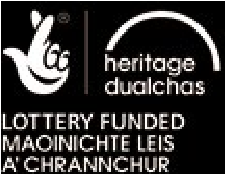 heritage
dualchas
LOTTERY FUNDED
MAOINICHTE LEIS
A' CHRANNCHUR